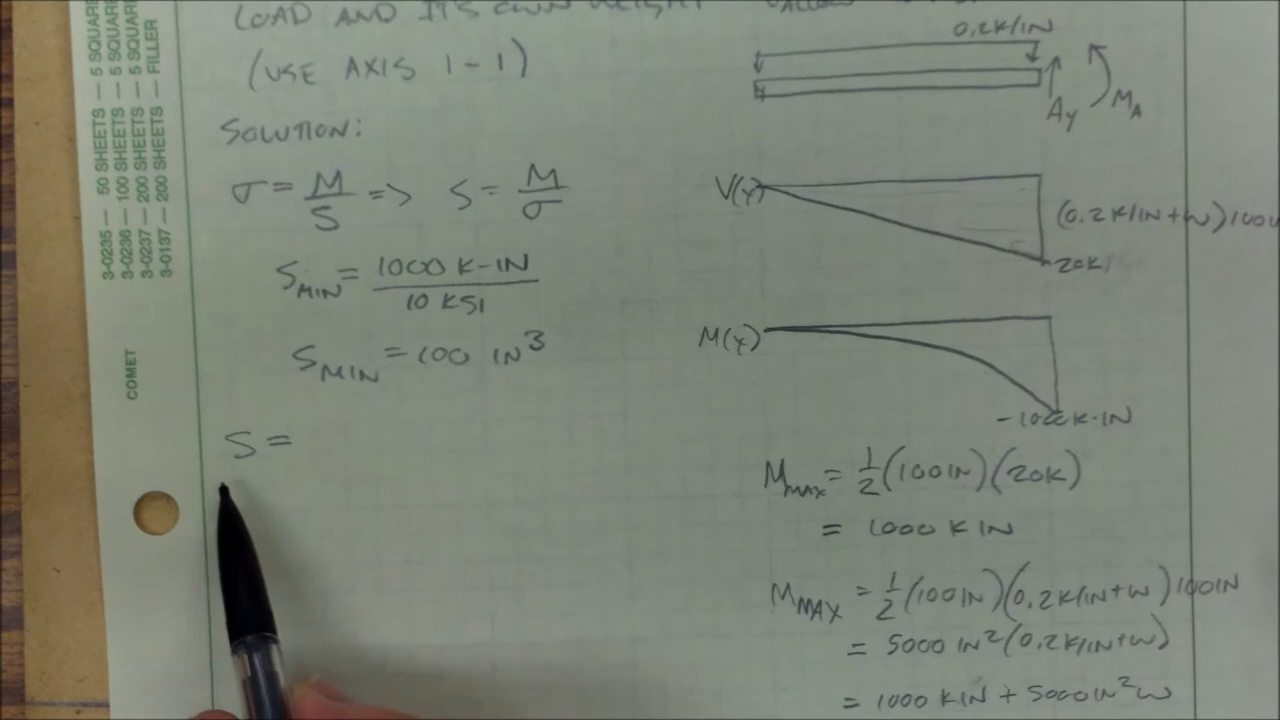 LOAD AND ITS OWN WEIGHT
(USE AXIS 1-1)
SOLUTION:
σ = M/S => S = M/σ
S_MIN = 1000 K-IN / 10 KSI
S_MIN = 100 IN³
S =
0.2K/IN
A_Y M_A
V(Y)
(0.2K/IN+W)100
-20K
M(Y)
-1000K-IN
M_MAX = 1/2(100IN)(20K)
= 1000 K IN
M_MAX = 1/2(100IN)(0.2K/IN+W)100IN
= 5000 IN²(0.2K/IN+W)
= 1000 KIN + 5000IN²W
3-0235 — 50 SHEETS — 5 SQUARE
3-0236 — 100 SHEETS — 5 SQUARE
3-0237 — 200 SHEETS — 5 SQUARE
3-0137 — 200 SHEETS — FILLER
COMET